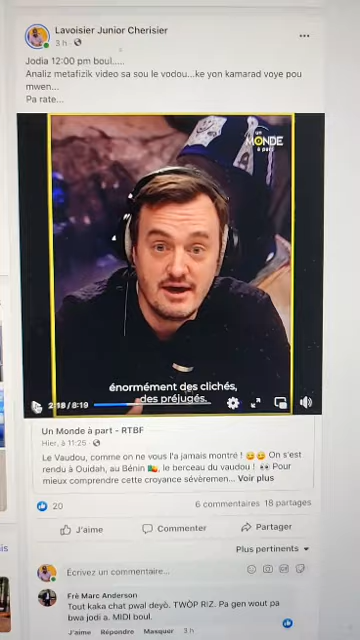 Lavoisier Junior Cherisier
3 h ·
Jodia 12:00 pm boul.....
Analiz metafizik video sa sou le vodou...ke yon kamarad voye pou
mwen...
Pa rate...
un
MONDE
à part
énormément des clichés,
des préjugés.
2:18 / 8:19
Un Monde à part - RTBF
Hier, à 11:25 ·
Le Vaudou, comme on ne vous l'a jamais montré ! 😉😉 On s'est
rendu à Ouidah, au Bénin 🇧🇯, le berceau du vaudou ! 👀 Pour
mieux comprendre cette croyance sévèremen... Voir plus
20
6 commentaires 18 partages
J'aime
Commenter
Partager
Plus pertinents
Écrivez un commentaire...
Frè Marc Anderson
Tout kaka chat pwal deyò. TWÒP RIZ. Pa gen wout pa
bwa jodi a. MIDI boul.
J'aime Répondre Masquer 3 h